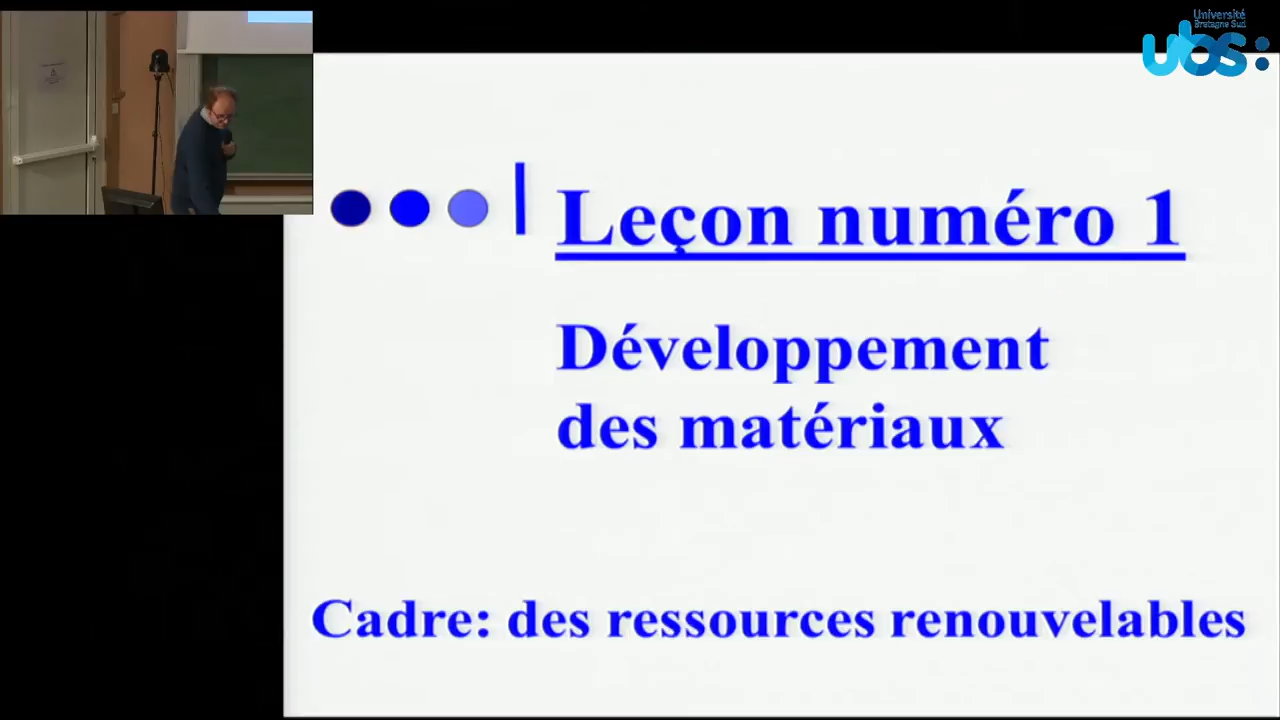 Université
Bretagne Sud
ubs:
Leçon numéro 1
Développement
des matériaux
Cadre: des ressources renouvelables